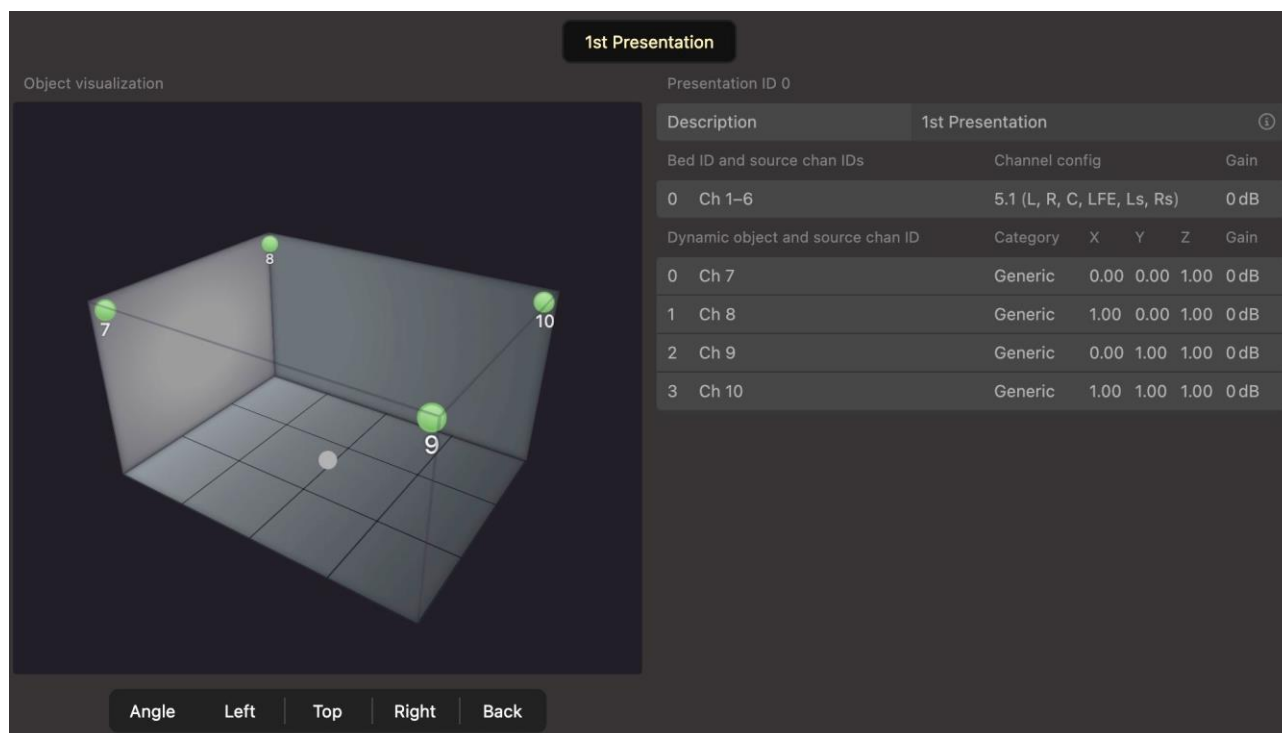 1st Presentation
Object visualization
8
7
10
9
Angle Left Top Right Back
Presentation ID 0
Description 1st Presentation
Bed ID and source chan IDs Channel config Gain
0 Ch 1–6 5.1 (L, R, C, LFE, Ls, Rs) 0 dB
Dynamic object and source chan ID Category X Y Z Gain
0 Ch 7 Generic 0.00 0.00 1.00 0 dB
1 Ch 8 Generic 1.00 0.00 1.00 0 dB
2 Ch 9 Generic 0.00 1.00 1.00 0 dB
3 Ch 10 Generic 1.00 1.00 1.00 0 dB